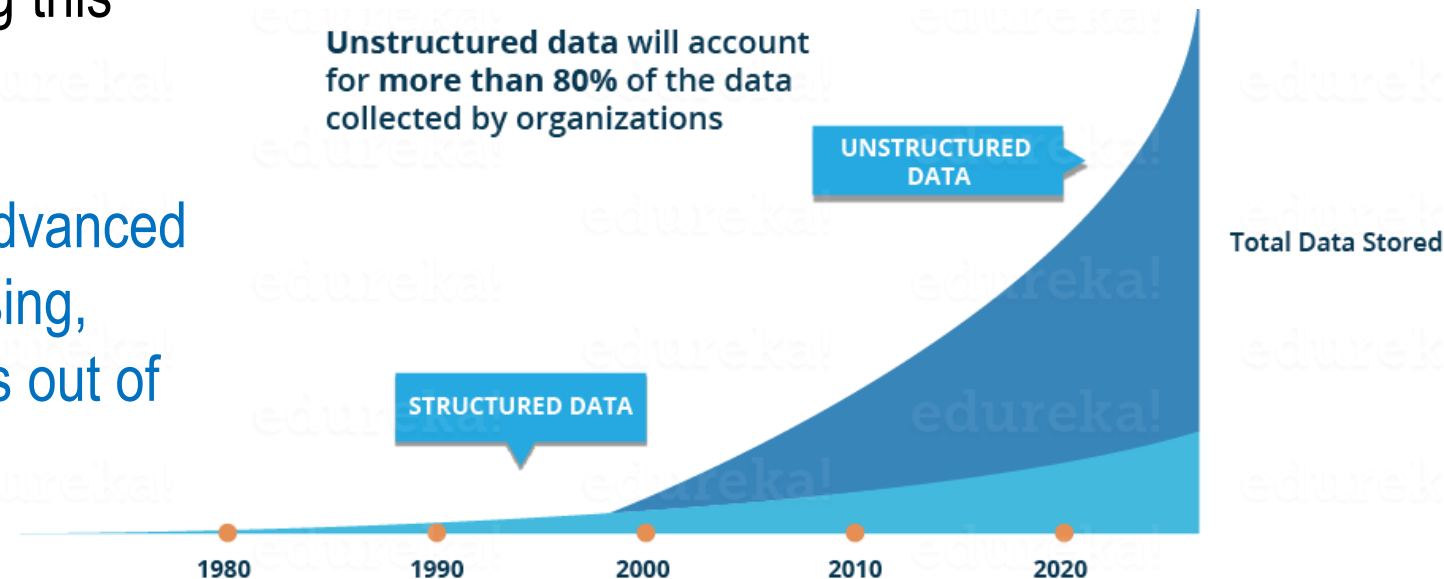 g this
Unstructured data will account
for more than 80% of the data
collected by organizations
UNSTRUCTURED
DATA
dvanced
Total Data Stored
sing,
s out of
STRUCTURED DATA
1980 1990 2000 2010 2020
edureka!